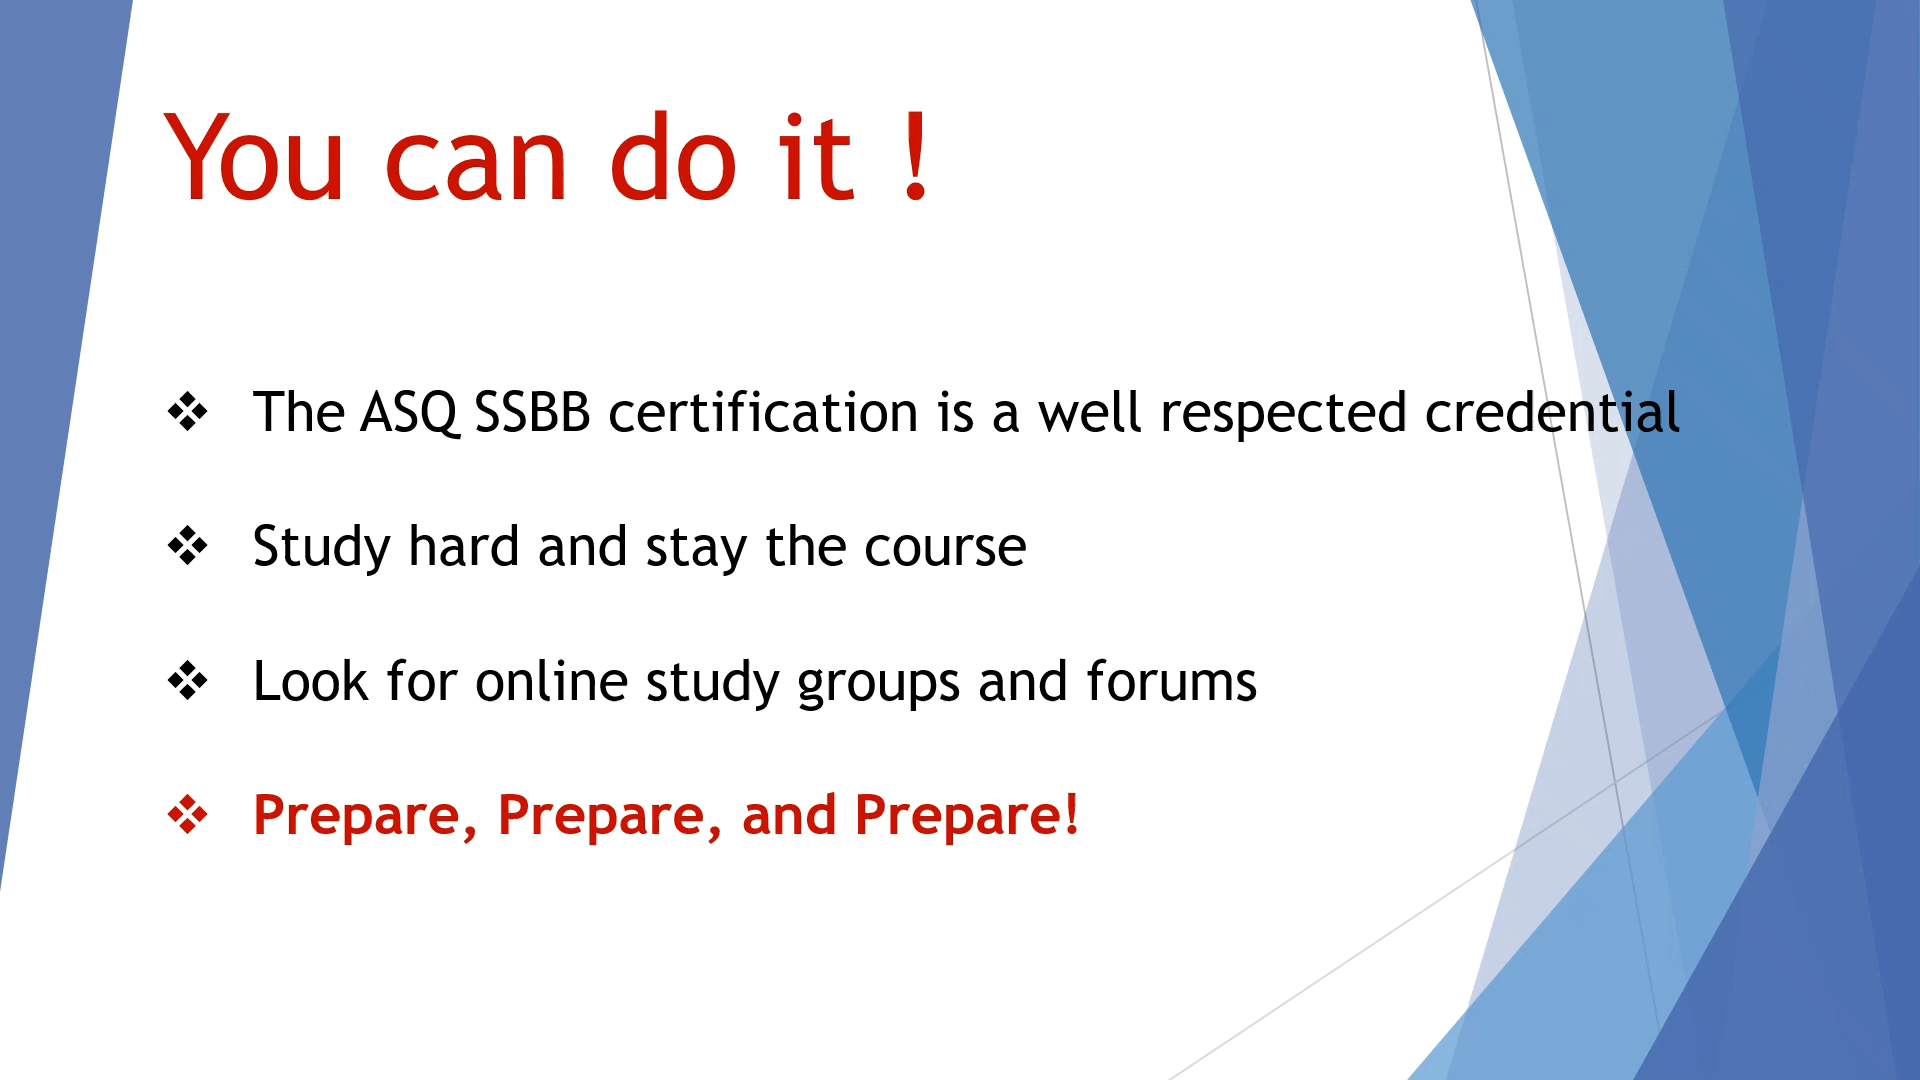 You can do it !
❖ The ASQ SSBB certification is a well respected credential
❖ Study hard and stay the course
❖ Look for online study groups and forums
❖ Prepare, Prepare, and Prepare!